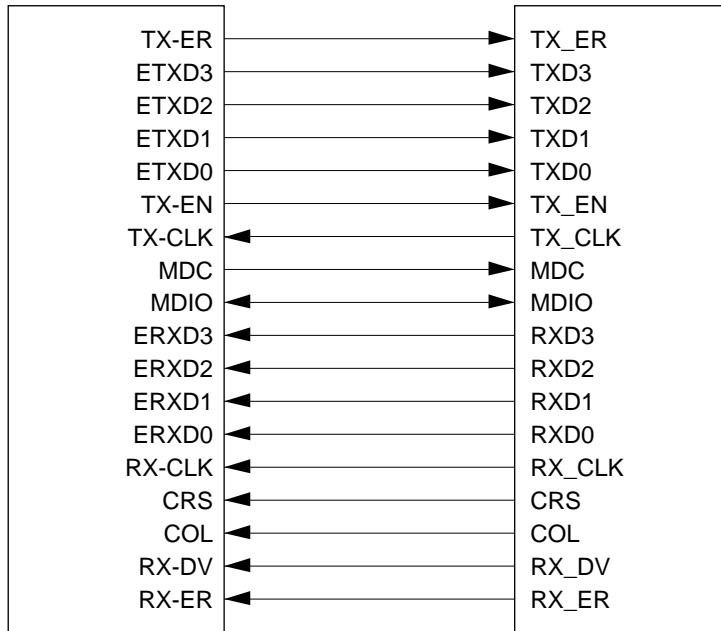 TX-ER TX_ER
ETXD3 TXD3
ETXD2 TXD2
ETXD1 TXD1
ETXD0 TXD0
TX-EN TX_EN
TX-CLK TX_CLK
MDC MDC
MDIO MDIO
ERXD3 RXD3
ERXD2 RXD2
ERXD1 RXD1
ERXD0 RXD0
RX-CLK RX_CLK
CRS CRS
COL COL
RX-DV RX_DV
RX-ER RX_ER